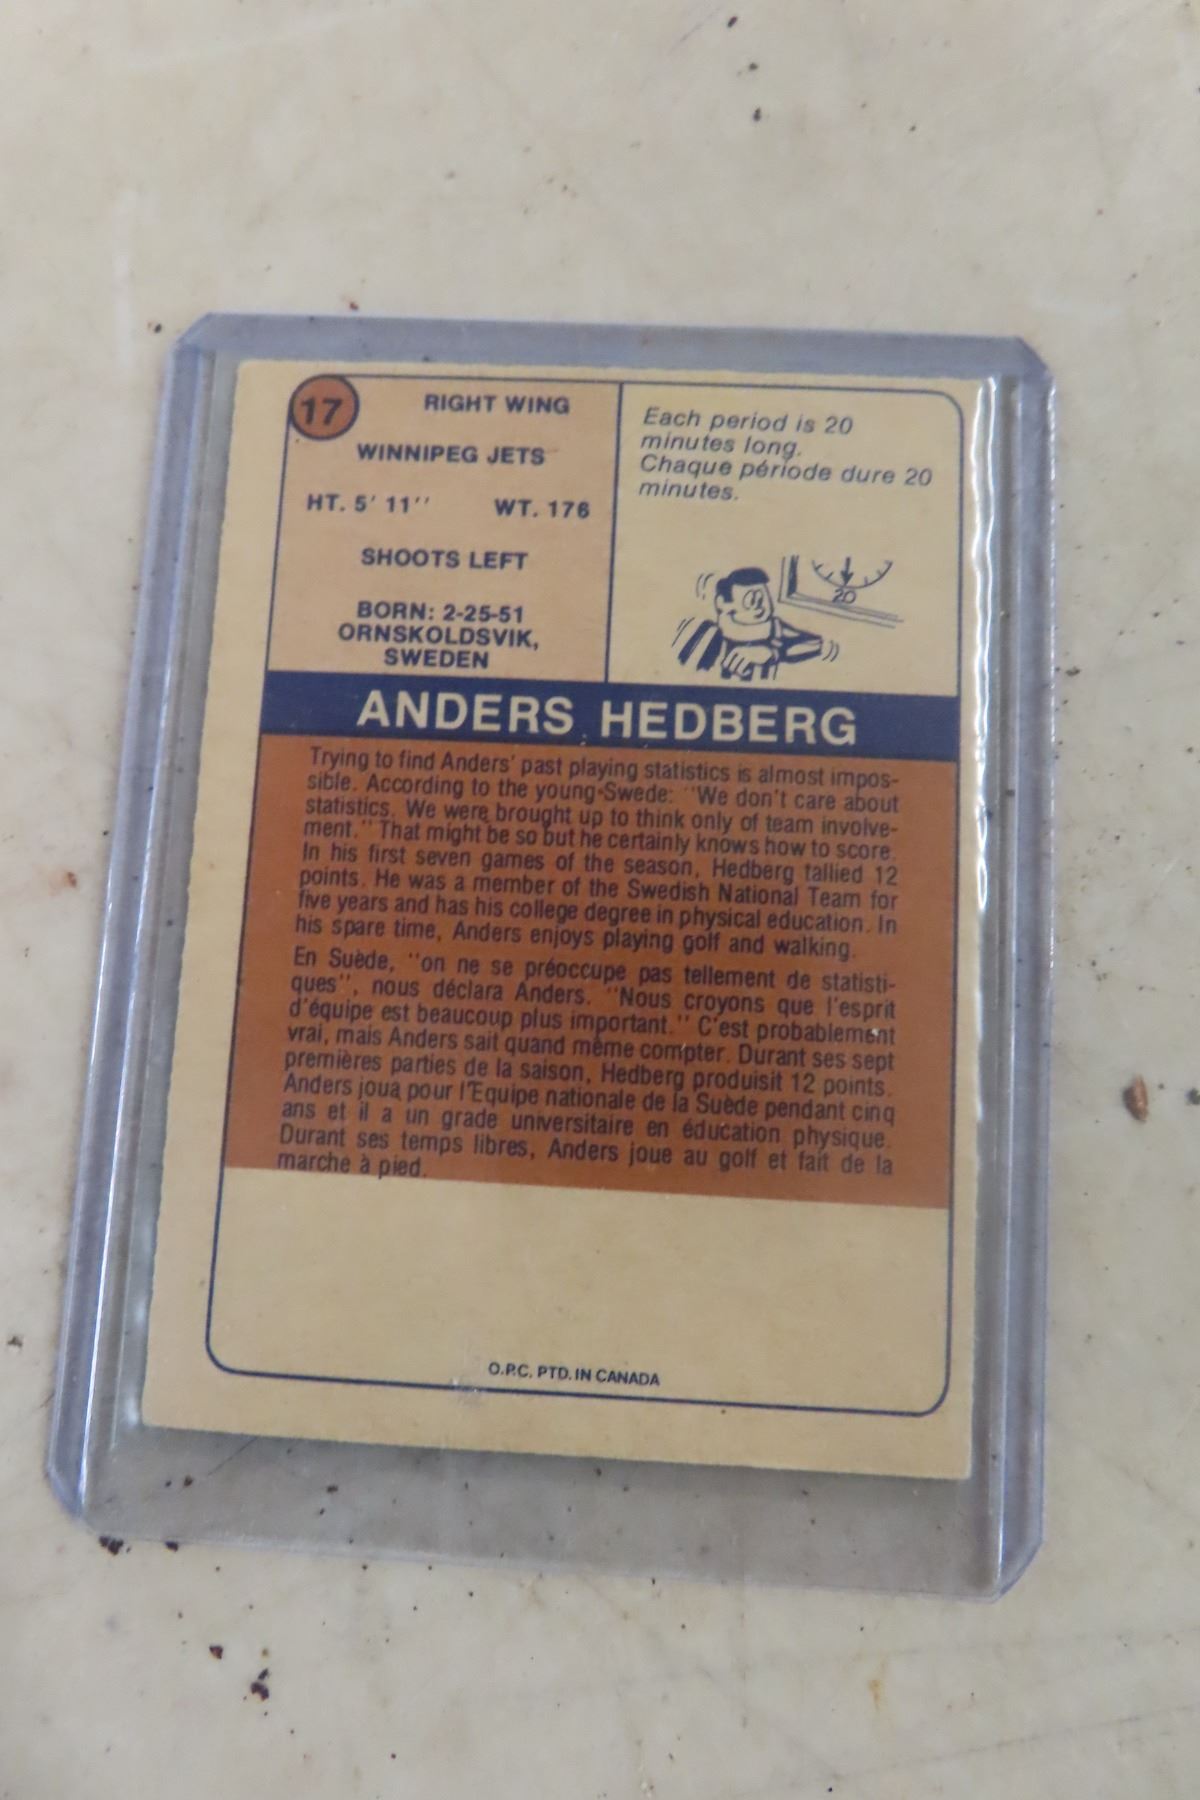 17
RIGHT WING
WINNIPEG JETS
HT. 5' 11'' WT. 176
SHOOTS LEFT
BORN: 2-25-51
ORNSKOLDSVIK,
SWEDEN
Each period is 20
minutes long.
Chaque période dure 20
minutes.
20
ANDERS HEDBERG
Trying to find Anders' past playing statistics is almost impos-
sible. According to the young Swede: "We don't care about
statistics. We were brought up to think only of team involve-
ment." That might be so but he certainly knows how to score.
In his first seven games of the season, Hedberg tallied 12
points. He was a member of the Swedish National Team for
five years and has his college degree in physical education. In
his spare time, Anders enjoys playing golf and walking.
En Suède, "on ne se préoccupe pas tellement de statisti-
ques", nous déclara Anders. "Nous croyons que l'esprit
d'équipe est beaucoup plus important." C'est probablement
vrai, mais Anders sait quand même compter. Durant ses sept
premières parties de la saison, Hedberg produisit 12 points.
Anders joua pour l'Equipe nationale de la Suède pendant cinq
ans et il a un grade universitaire en éducation physique.
Durant ses temps libres, Anders joue au golf et fait de la
marche à pied.
O.P.C. PTD. IN CANADA